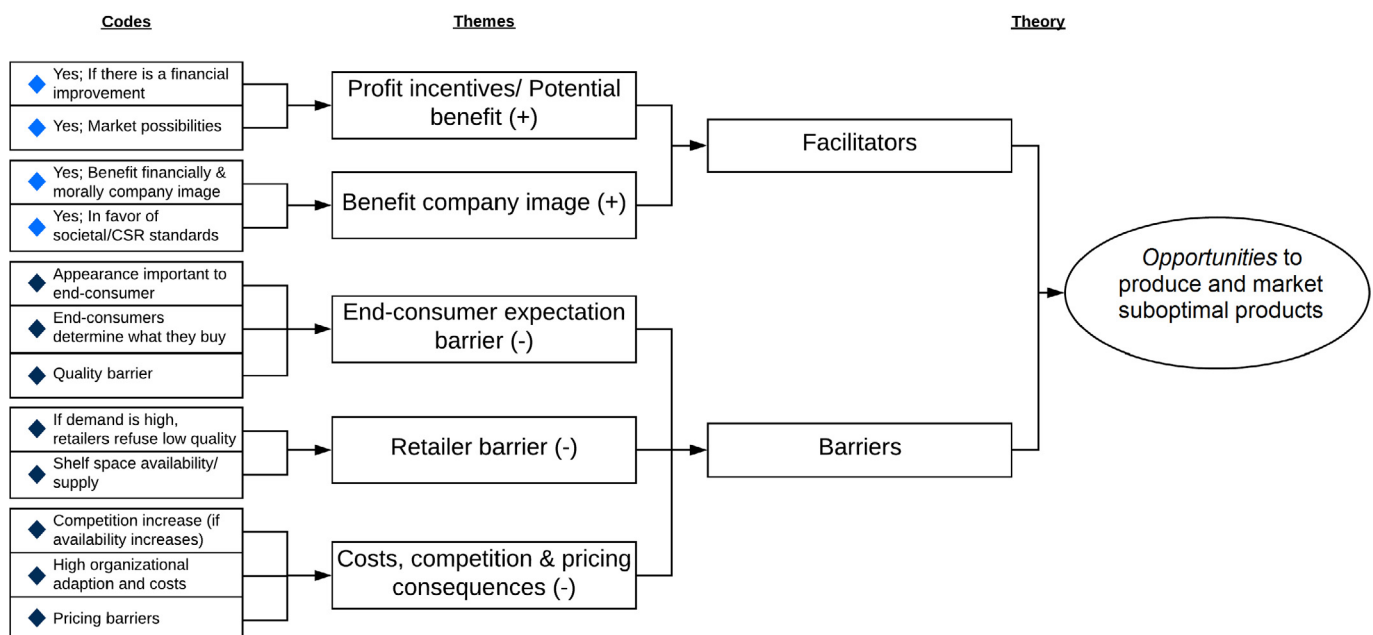 Codes
Themes
Theory
Yes; If there is a financial
improvement
Yes; Market possibilities
Yes; Benefit financially &
morally company image
Yes; In favor of
societal/CSR standards
Appearance important to
end-consumer
End-consumers
determine what they buy
Quality barrier
If demand is high,
retailers refuse low quality
Shelf space availability/
supply
Competition increase (if
availability increases)
High organizational
adaption and costs
Pricing barriers
Profit incentives/ Potential
benefit (+)
Benefit company image (+)
End-consumer expectation
barrier (-)
Retailer barrier (-)
Costs, competition & pricing
consequences (-)
Facilitators
Barriers
Opportunities to
produce and market
suboptimal products